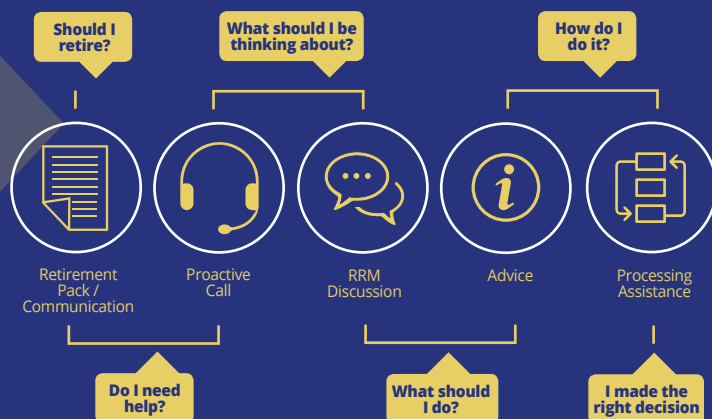 Should I
retire?
What should I be
thinking about?
How do I
do it?
i
Retirement
Pack /
Communication
Proactive
Call
RRM
Discussion
Advice
Processing
Assistance
Do I need
help?
What should
I do?
I made the
right decision